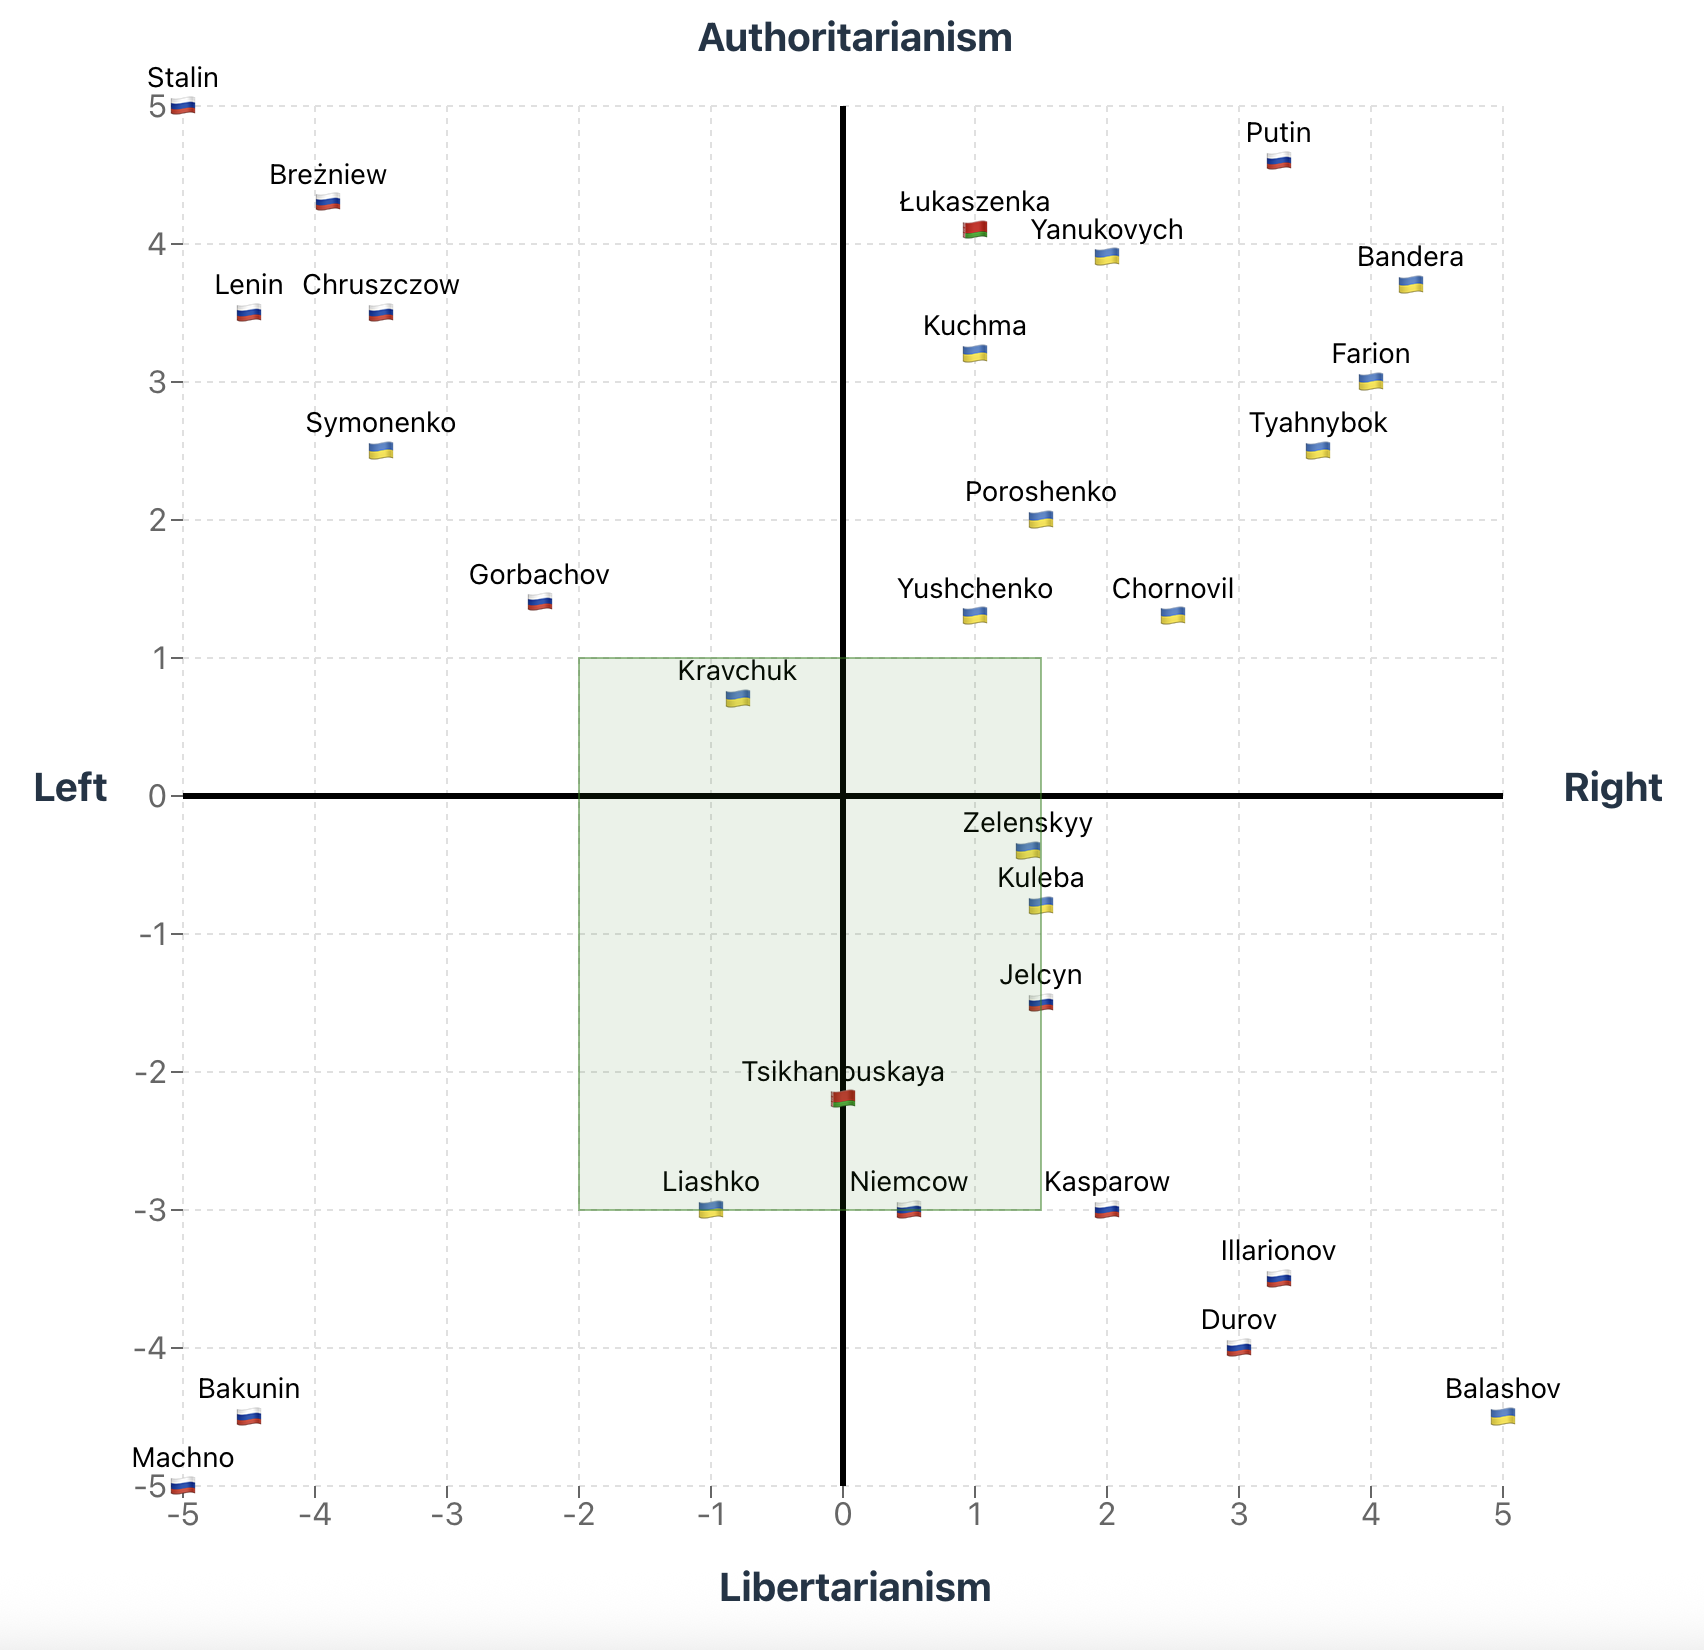 Authoritarianism
Stalin
5
Putin
Breżniew
Łukaszenka
Yanukovych
4
Bandera
Lenin
Chruszczow
Kuchma
Farion
3
Symonenko
Tyahnybok
Poroshenko
2
Gorbachov
Yushchenko
Chornovil
1
Kravchuk
Left
0
Right
Zelenskyy
Kuleba
-1
Jelcyn
Tsikhanouskaya
-2
Liashko
Niemcow
Kasparow
-3
Illarionov
Durov
-4
Bakunin
Balashov
Machno
-5
-5 -4 -3 -2 -1 0 1 2 3 4 5
Libertarianism